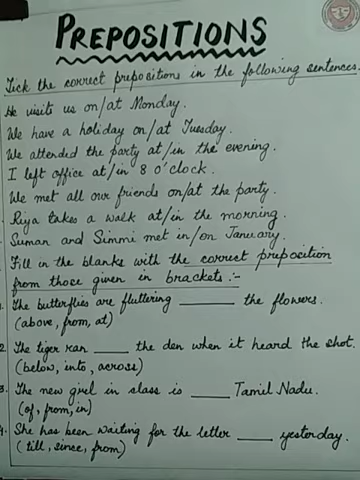 PREPOSITIONS
Tick the correct prepositions in the following sentences.
He visits us on/at Monday.
We have a holiday on/at Tuesday.
We attended the party at/in the evening.
I left office at/in 8 o'clock.
We met all our friends on/at the party.
Riya takes a walk at/in the morning.
Suman and Simmi met in/on January.
Fill in the blanks with the correct preposition
from those given in brackets:-
The butterflies are fluttering ______ the flowers.
(above, from, at)
2. The tiger ran ____ the den when it heard the shot.
(below, into, across)
3. The new girl in class is ____ Tamil Nadu.
(of, from, in)
4. She has been waiting for the letter ____ yesterday.
(till, since, from)